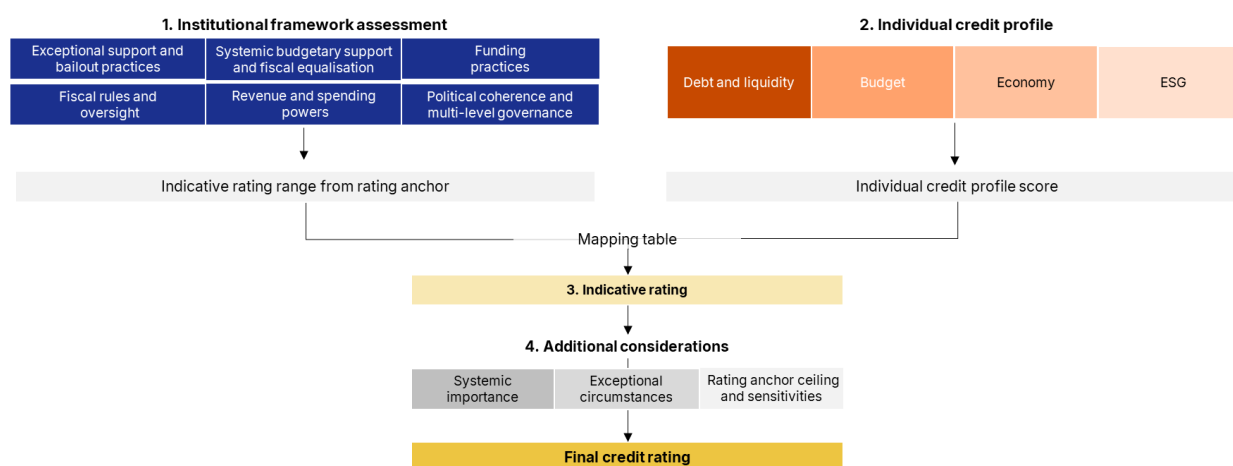 1. Institutional framework assessment
Exceptional support and
bailout practices
Systemic budgetary support
and fiscal equalisation
Funding
practices
Fiscal rules and
oversight
Revenue and spending
powers
Political coherence and
multi-level governance
Indicative rating range from rating anchor
2. Individual credit profile
Debt and liquidity
Budget
Economy
ESG
Individual credit profile score
Mapping table
3. Indicative rating
4. Additional considerations
Systemic
importance
Exceptional
circumstances
Rating anchor ceiling
and sensitivities
Final credit rating